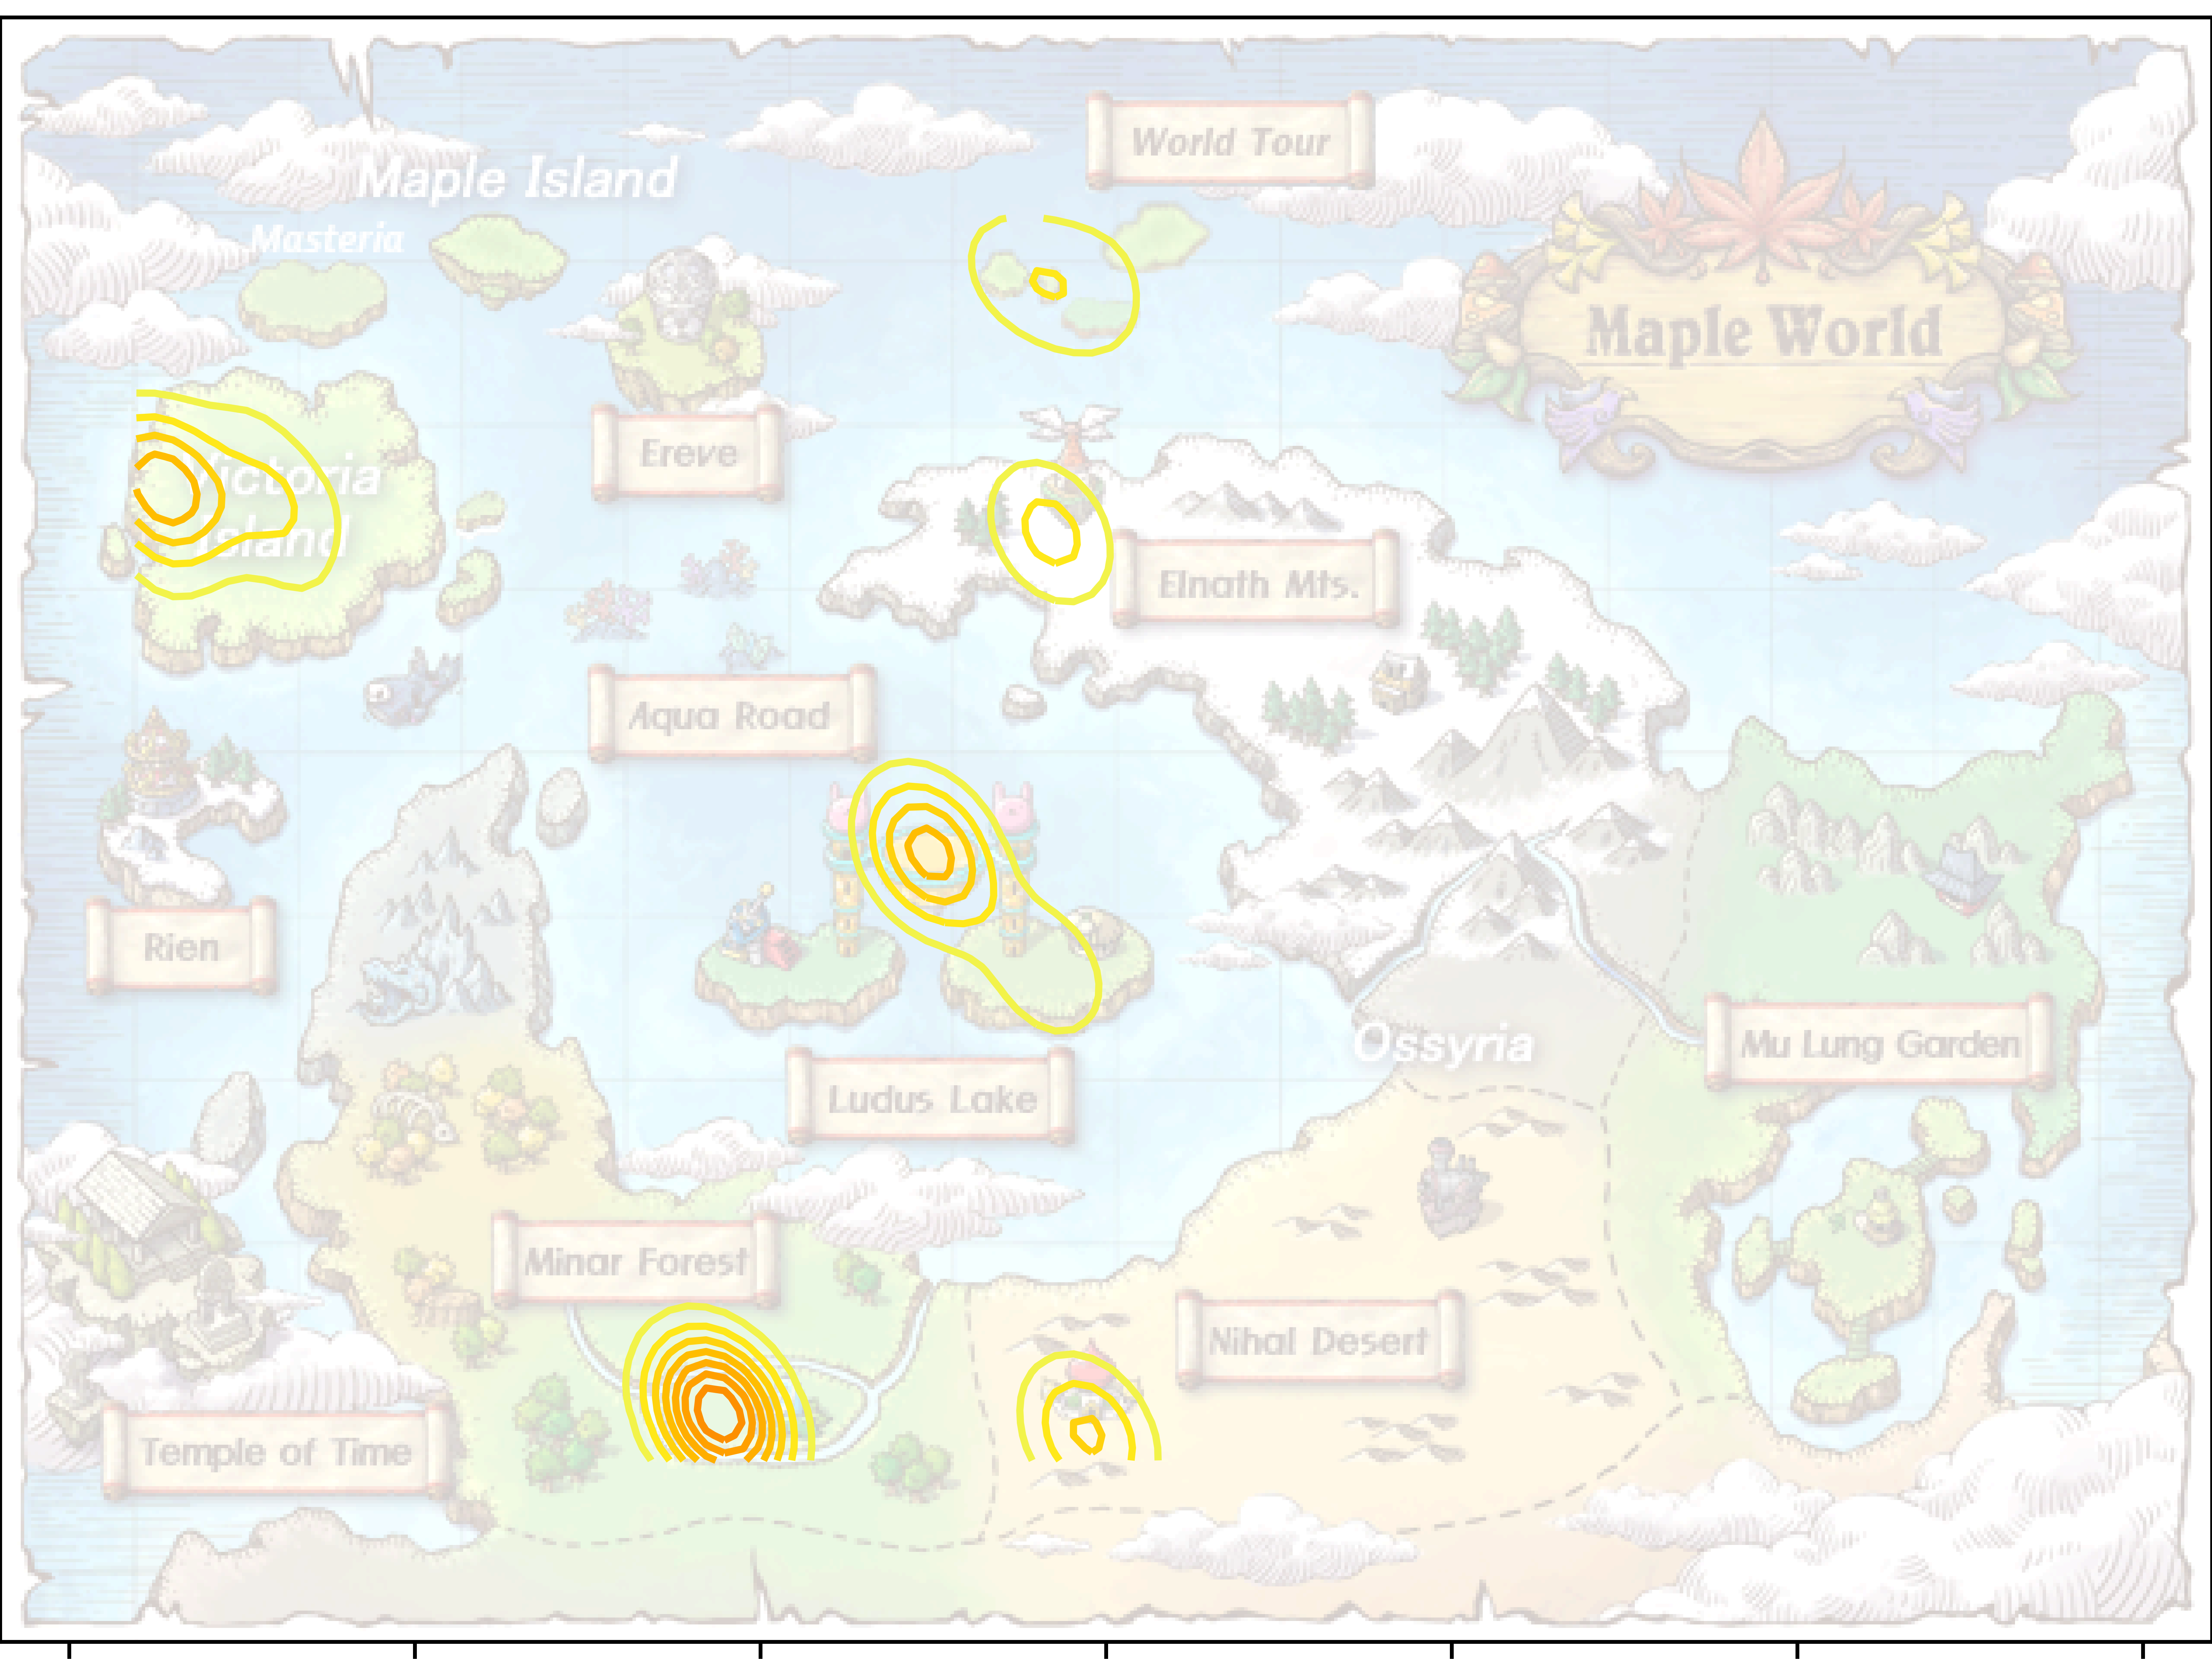 World Tour
Maple Island
Masteria
Maple World
Ereve
Victoria
Island
Elnath Mts.
Aqua Road
Rien
Ossyria
Mu Lung Garden
Ludus Lake
Minar Forest
Nihal Desert
Temple of Time